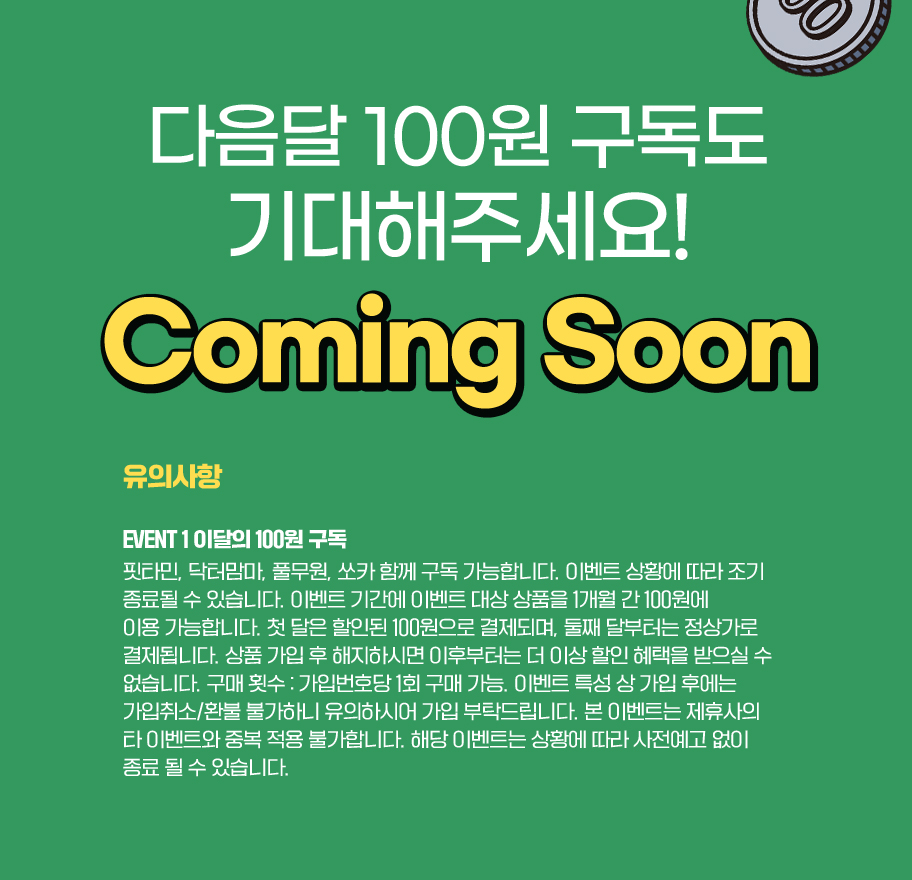 다음달 100원 구독도
기대해주세요!
Coming Soon
유의사항
EVENT 1 이달의 100원 구독
핏타민, 닥터맘마, 풀무원, 쏘카 함께 구독 가능합니다. 이벤트 상황에 따라 조기
종료될 수 있습니다. 이벤트 기간에 이벤트 대상 상품을 1개월 간 100원에
이용 가능합니다. 첫 달은 할인된 100원으로 결제되며, 둘째 달부터는 정상가로
결제됩니다. 상품 가입 후 해지하시면 이후부터는 더 이상 할인 혜택을 받으실 수
없습니다. 구매 횟수 : 가입번호당 1회 구매 가능. 이벤트 특성 상 가입 후에는
가입취소/환불 불가하니 유의하시어 가입 부탁드립니다. 본 이벤트는 제휴사의
타 이벤트와 중복 적용 불가합니다. 해당 이벤트는 상황에 따라 사전예고 없이
종료 될 수 있습니다.